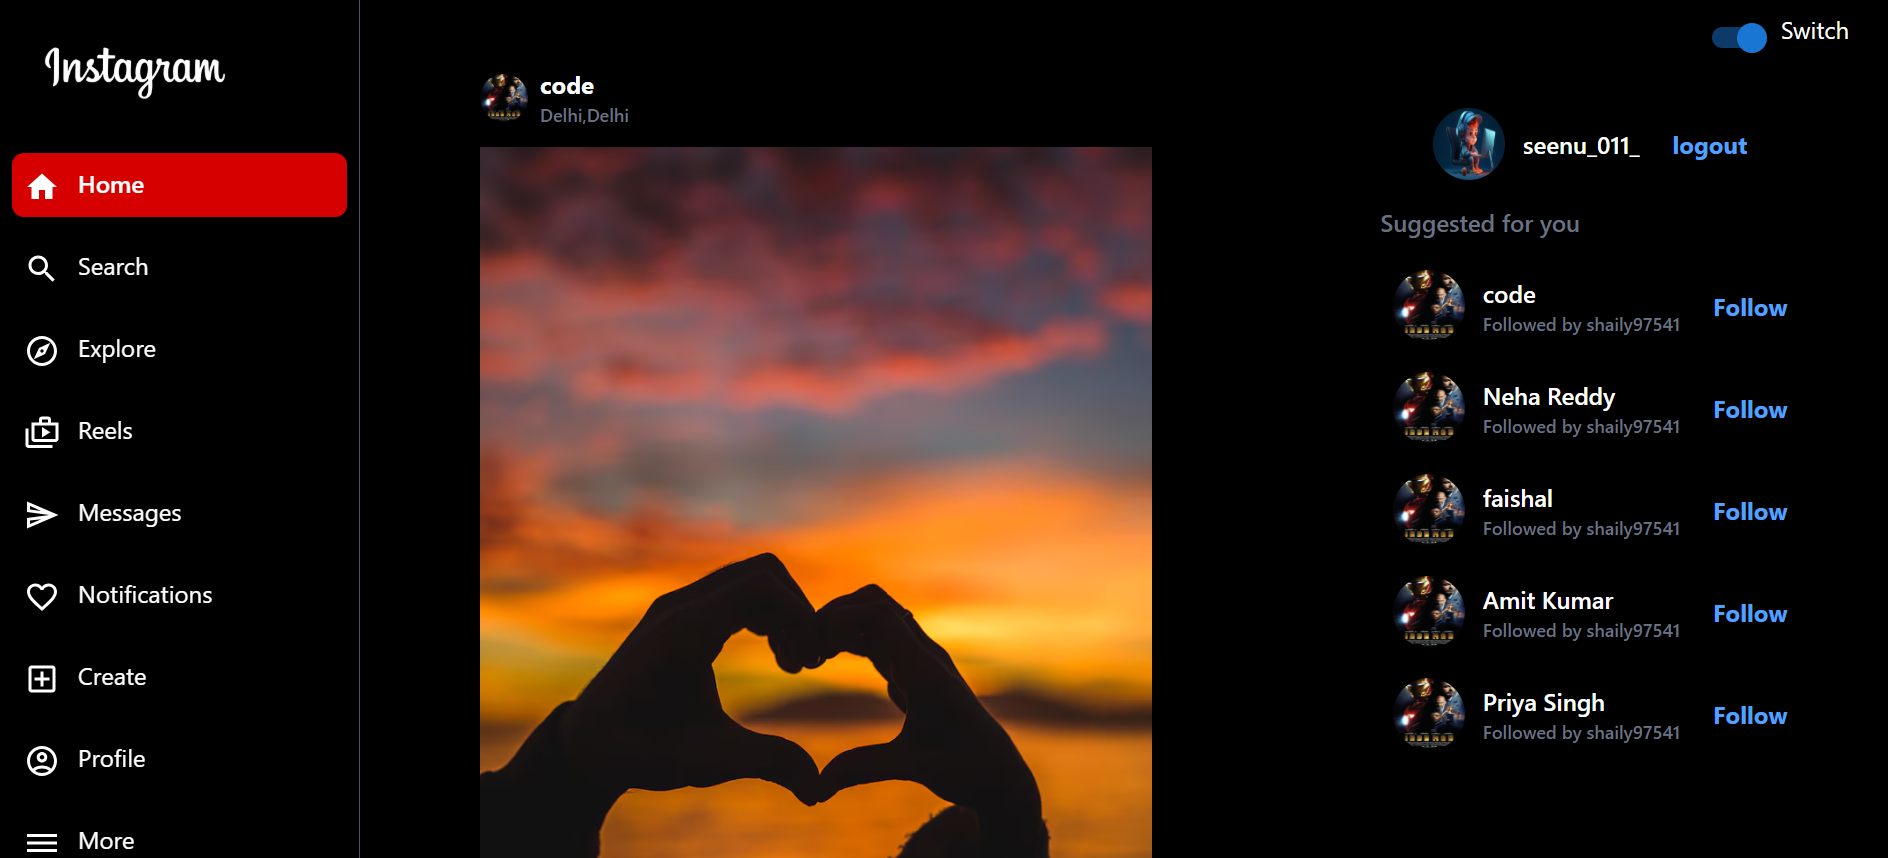 Instagram
Home
Search
Explore
Reels
Messages
Notifications
Create
Profile
More
code
Delhi,Delhi
Switch
seenu_011_ logout
Suggested for you
code
Followed by shaily97541
Follow
Neha Reddy
Followed by shaily97541
Follow
faishal
Followed by shaily97541
Follow
Amit Kumar
Followed by shaily97541
Follow
Priya Singh
Followed by shaily97541
Follow